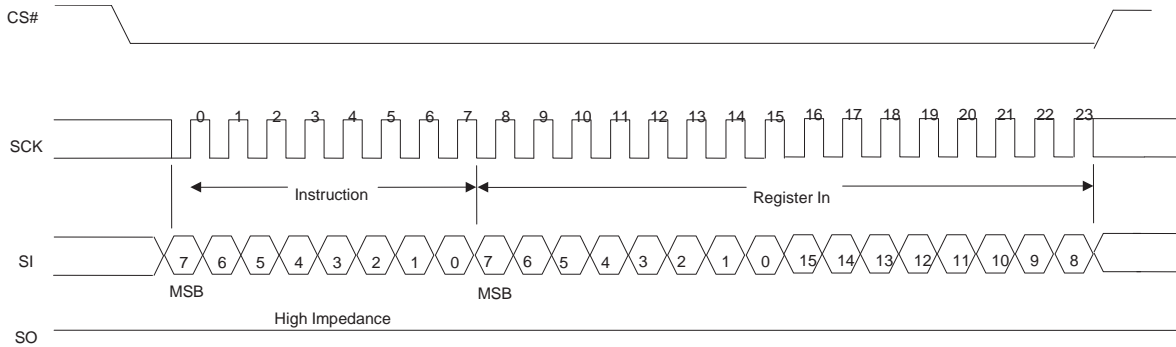 CS#
0 1 2 3 4 5 6 7 8 9 10 11 12 13 14 15 16 17 18 19 20 21 22 23
SCK
Instruction Register In
SI 7 6 5 4 3 2 1 0 7 6 5 4 3 2 1 0 15 14 13 12 11 10 9 8
MSB MSB
High Impedance
SO